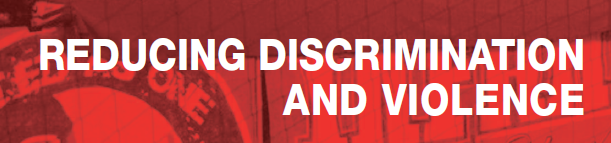 REDUCING DISCRIMINATION
AND VIOLENCE